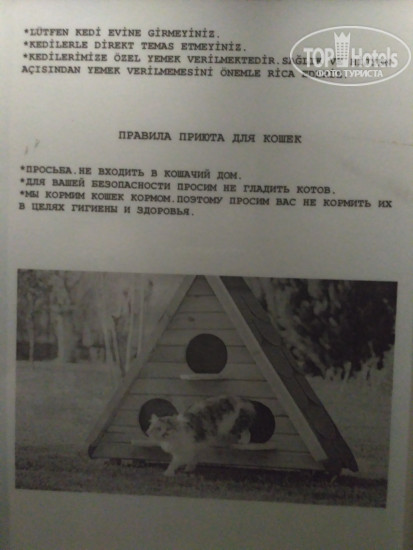 *LÜTFEN KEDİ EVİNE GİRMEYİNİZ.
*KEDİLERLE DİREKT TEMAS ETMEYİNİZ.
*KEDİLERİMİZE ÖZEL YEMEK VERİLMEKTEDİR.SAĞLIK VE
AÇISINDAN YEMEK VERİLMEMESİNİ ÖNEMLE RİCA
TOPHotels
ФОТО ТУРИСТА
ПРАВИЛА ПРИЮТА ДЛЯ КОШЕК
*ПРОСЬБА.НЕ ВХОДИТЬ В КОШАЧИЙ ДОМ.
*ДЛЯ ВАШЕЙ БЕЗОПАСНОСТИ ПРОСИМ НЕ ГЛАДИТЬ КОТОВ.
*МЫ КОРМИМ КОШЕК КОРМОМ.ПОЭТОМУ ПРОСИМ ВАС НЕ КОРМИТЬ ИХ
В ЦЕЛЯХ ГИГИЕНЫ И ЗДОРОВЬЯ.